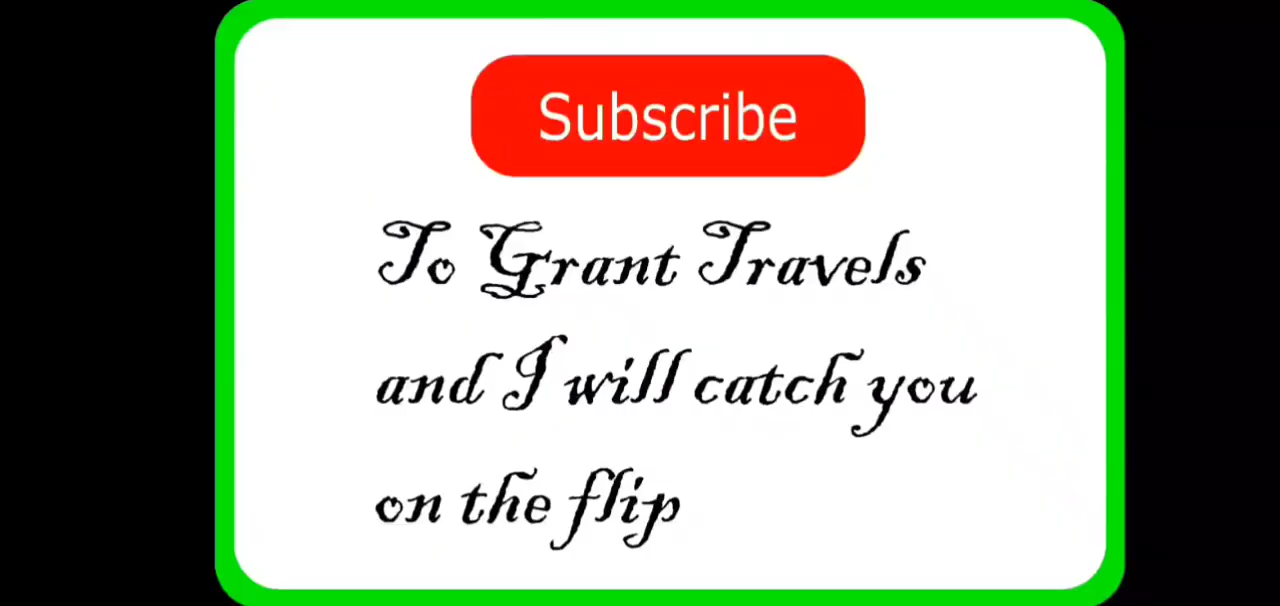 Subscribe
To Grant Travels
and I will catch you
on the flip